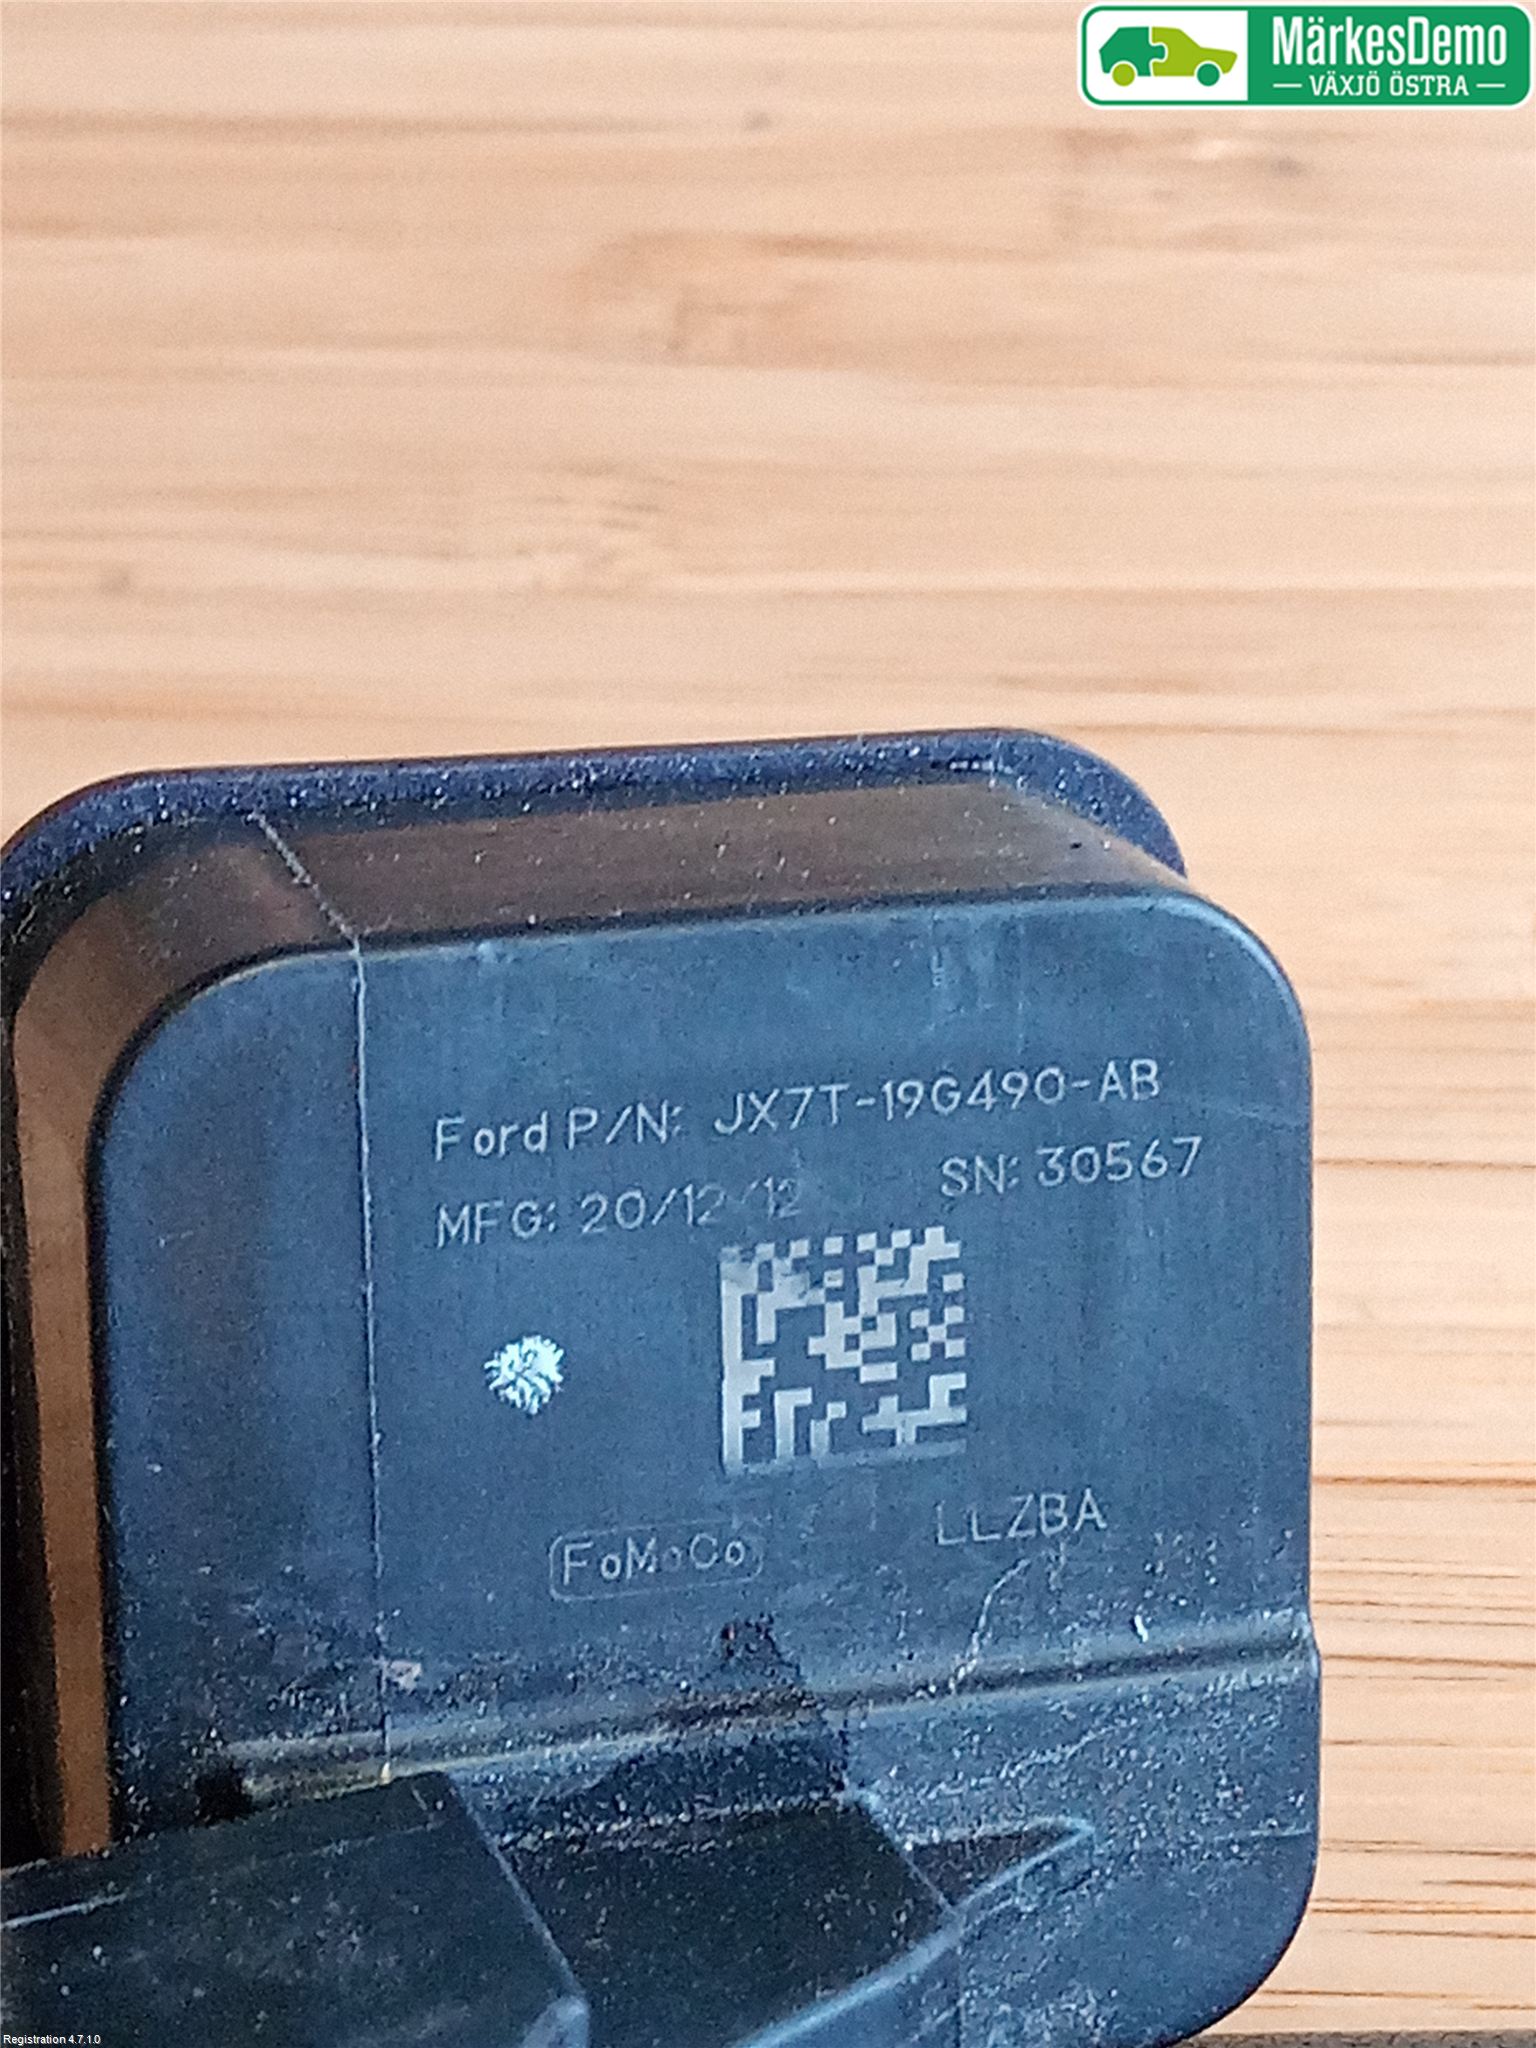 MärkesDemo
VÄXJÖ ÖSTRA
Ford P/N: JX7T-19G490-AB
MFG: 20/12/12 SN: 30567
FoMoCo LLZBA
Registration 4.7.1.0